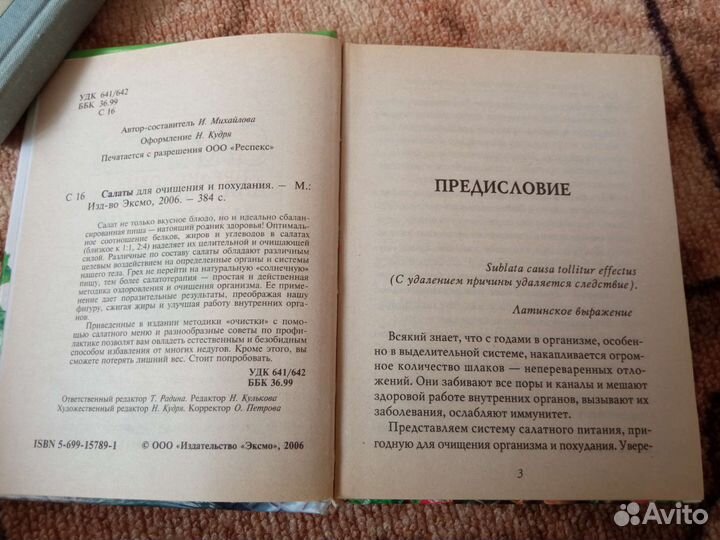 УДК 641/642
ББК 36.99
С 16
Автор-составитель И. Михайлова
Оформление Н. Кудря
Печатается с разрешения ООО «Респекс»
С 16 Салаты для очищения и похудания. — М.:
Изд-во Эксмо, 2006. — 384 с.
Салат не только вкусное блюдо, но и идеально сбалан-
сированная пища — натоящий родник здоровья! Оптималь-
ное соотношение белков, жиров и углеводов в салатах
(близкое к 1:1, 2:4) наделяет их целительной и очищающей
силой. Различные по составу салаты обладают различным
целевым воздействием на определенные органы и системы
нашего тела. Грех не перейти на натуральную «солнечную»
пищу, тем более салатотерапия — простая и действенная
методика оздоровления и очищения организма. Ее приме-
нение дает поразительные результаты, преображая нашу
фигуру, сжигая жиры и улучшая работу внутренних орга-
нов.
Приведенные в издании методики «очистки» с по-
мощью салатного меню и разнообразные советы по профи-
лактике позволят вам овладеть естественным и безобидным
способом избавления от многих недугов. Кроме этого, вы
сможете потерять лишний вес. Стоит попробовать.
УДК 641/642
ББК 36.99
Ответственный редактор Т. Радина. Редактор Н. Кулькова
Художественный редактор Н. Кудря. Корректор О. Петрова
ISBN 5-699-15789-1 © ООО «Издательство «Эксмо», 2006
ПРЕДИСЛОВИЕ
Sublata causa tollitur effectus
(С удалением причины удаляется следствие).
Латинское выражение
Всякий знает, что с годами в организме, особен-
но в выделительной системе, накапливается огром-
ное количество шлаков — непереваренных отло-
жений. Они забивают все поры и каналы и мешают
здоровой работе внутренних органов, вызывают их
заболевания, ослабляют иммунитет.
Представляем систему салатного питания, при-
годную для очищения организма и похудания. Увере-
3
Avito